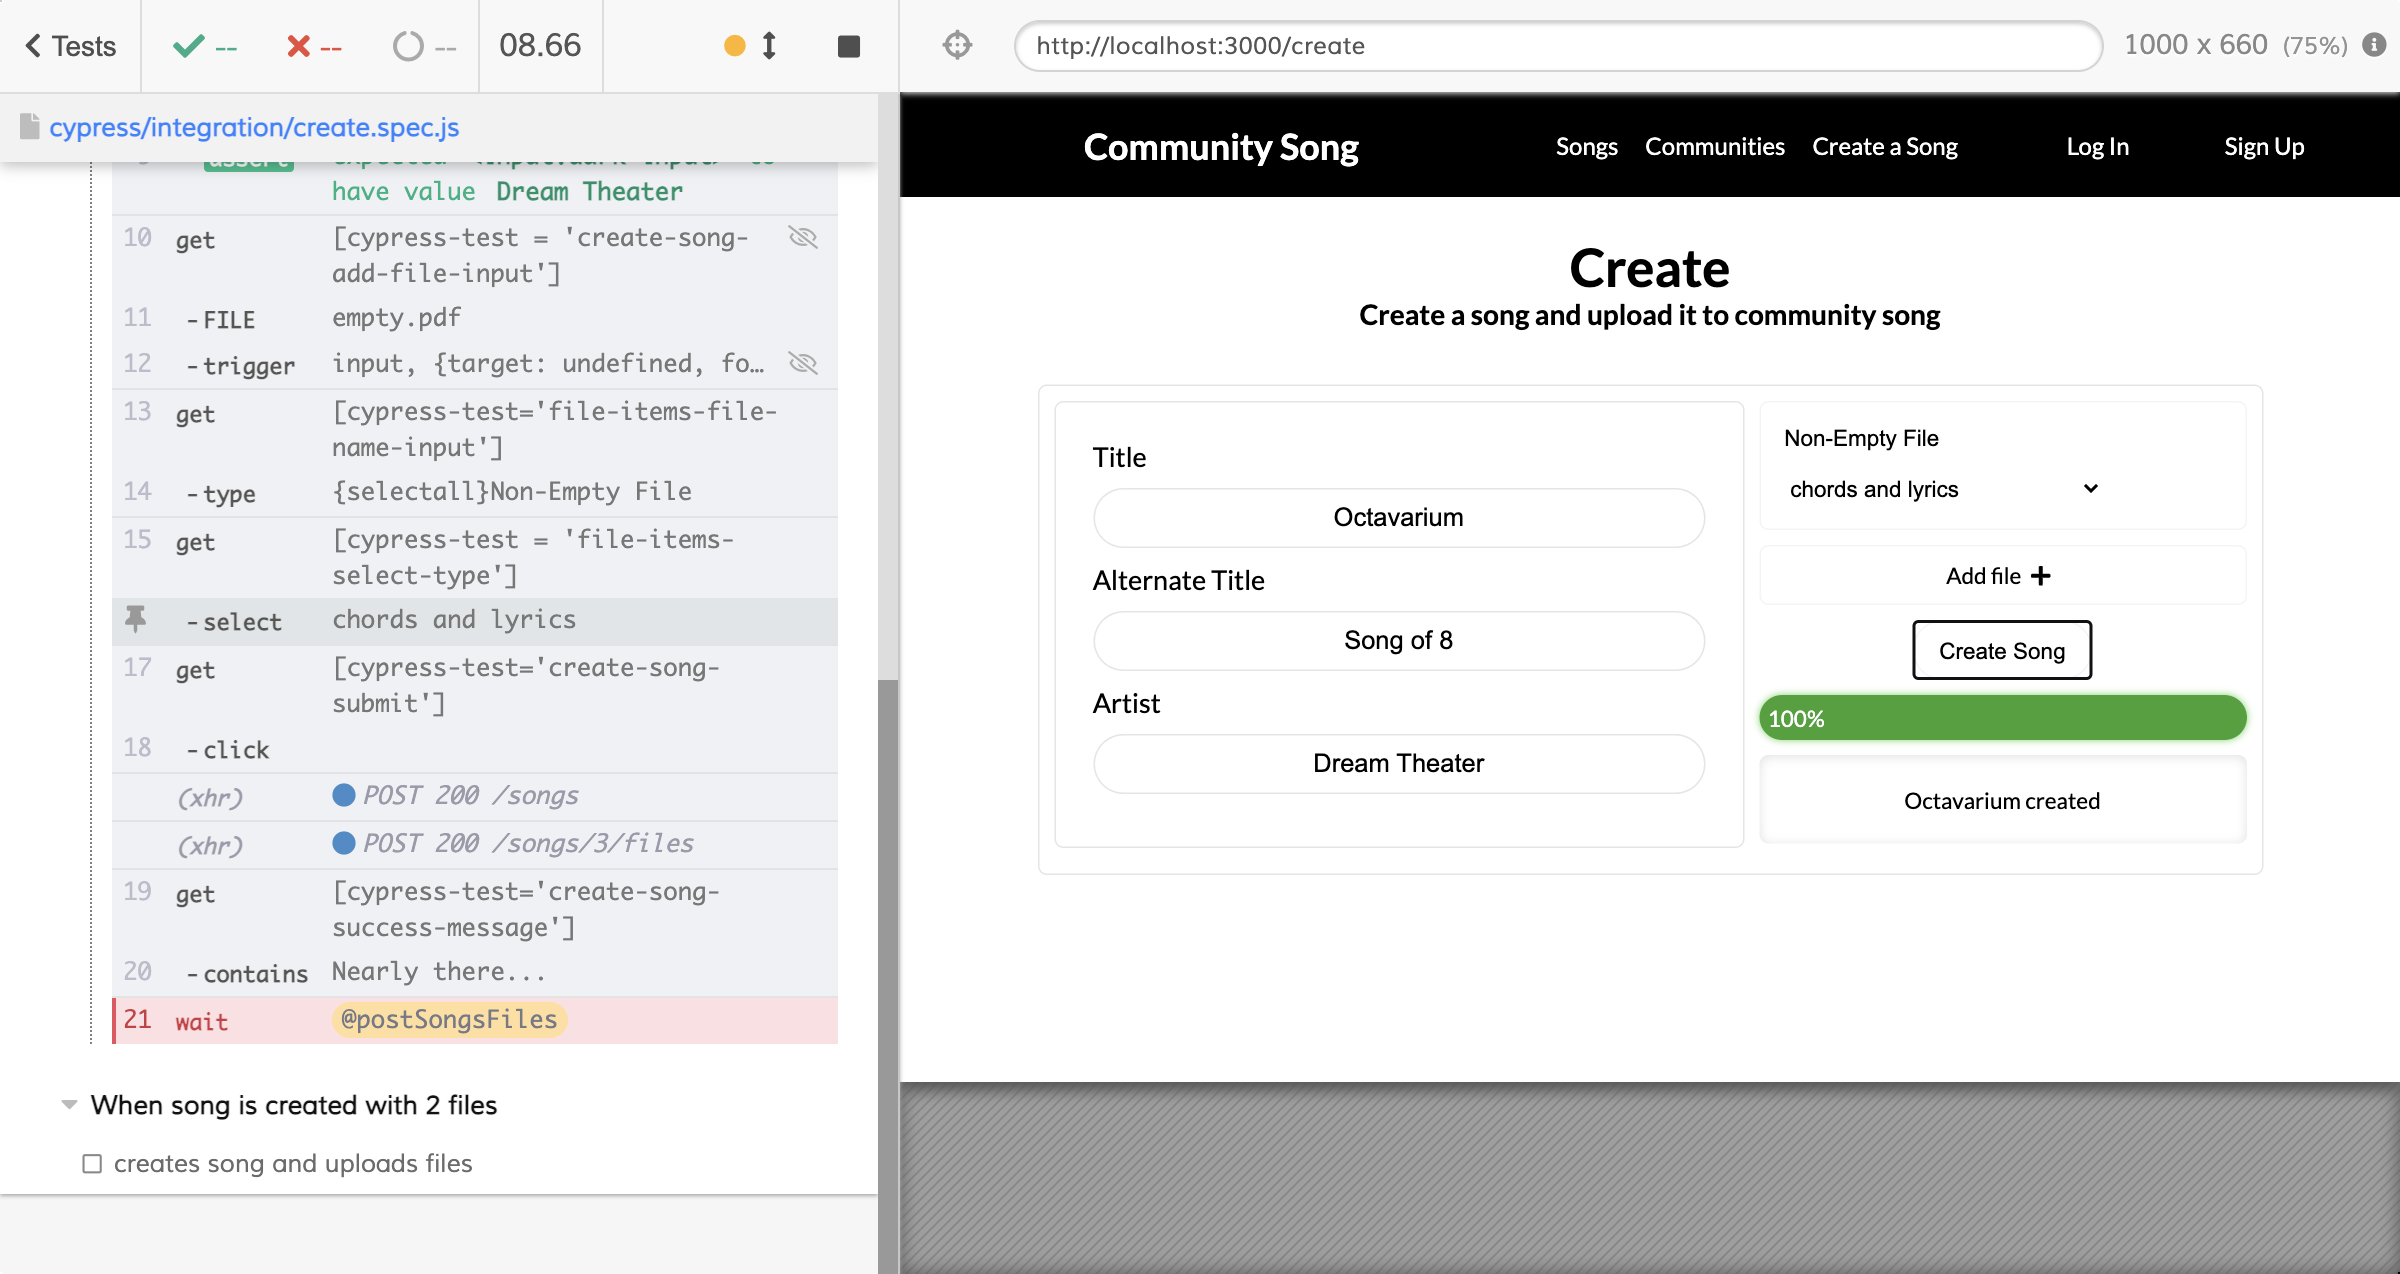 Tests
--
--
--
08.66
http://localhost:3000/create
1000 x 660 (75%)
cypress/integration/create.spec.js
have value Dream Theater
10 get [cypress-test = 'create-song-
add-file-input']
11 -FILE empty.pdf
12 -trigger input, {target: undefined, fo…
13 get [cypress-test='file-items-file-
name-input']
14 -type {selectall}Non-Empty File
15 get [cypress-test = 'file-items-
select-type']
-select chords and lyrics
17 get [cypress-test='create-song-
submit']
18 -click
(xhr) POST 200 /songs
(xhr) POST 200 /songs/3/files
19 get [cypress-test='create-song-
success-message']
20 -contains Nearly there...
21 wait @postSongsFiles
When song is created with 2 files
creates song and uploads files
Community Song
Songs
Communities
Create a Song
Log In
Sign Up
Create
Create a song and upload it to community song
Title
Octavarium
Alternate Title
Song of 8
Artist
Dream Theater
Non-Empty File
chords and lyrics
Add file
Create Song
100%
Octavarium created